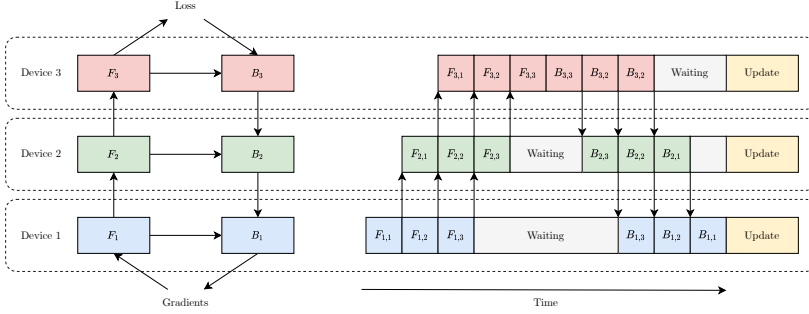 Loss
Device 3 F₃ B₃ F₃,₁ F₃,₂ F₃,₃ B₃,₃ B₃,₂ B₃,₂ Waiting Update
Device 2 F₂ B₂ F₂,₁ F₂,₂ F₂,₃ Waiting B₂,₃ B₂,₂ B₂,₁ Update
Device 1 F₁ B₁ F₁,₁ F₁,₂ F₁,₃ Waiting B₁,₃ B₁,₂ B₁,₁ Update
Gradients Time